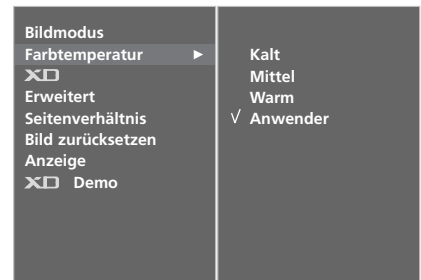 Bildmodus
Farbtemperatur ►
XD
Erweitert
Seitenverhältnis
Bild zurücksetzen
Anzeige
XD Demo
Kalt
Mittel
Warm
√ Anwender